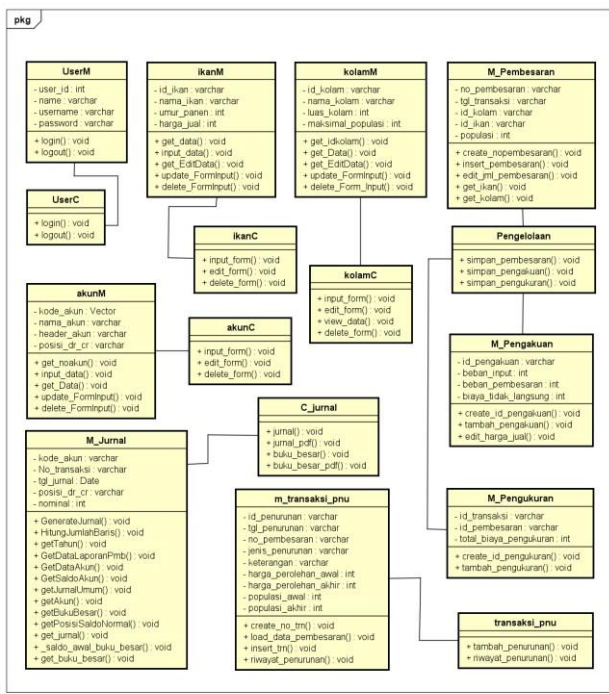 pkg
UserM
- user_id : int
- name : varchar
- username : varchar
- password : varchar
+ login() : void
+ logout() : void
ikanM
- id_ikan : varchar
- nama_ikan : varchar
- umur_panen : int
- harga_jual : int
+ get_data() : void
+ input_data() : void
+ get_EditData() : void
+ update_FormInput() : void
+ delete_FormInput() : void
kolamM
- id_kolam : varchar
- nama_kolam : varchar
- luas_kolam : int
- maksimal_populasi : int
+ get_idkolam() : void
+ get_Data() : void
+ get_EditData() : void
+ update_FormInput() : void
+ delete_Form_Input() : void
M_Pembesaran
- no_pembesaran : varchar
- tgl_transaksi : varchar
- id_kolam : varchar
- id_ikan : varchar
- populasi : int
+ create_nopembesaran() : void
+ insert_pembesaran() : void
+ edit_jml_pembesaran() : void
+ get_ikan() : void
+ get_kolam() : void
UserC
+ login() : void
+ logout() : void
ikanC
+ input_form() : void
+ edit_form() : void
+ delete_form() : void
kolamC
+ input_form() : void
+ edit_form() : void
+ view_data() : void
+ delete_form() : void
Pengelolaan
+ simpan_pembesaran() : void
+ simpan_pengakuan() : void
+ simpan_pengukuran() : void
akunM
- kode_akun : Vector
- nama_akun : varchar
- header_akun : varchar
- posisi_dr_cr : varchar
+ get_noakun() : void
+ input_data() : void
+ get_Data() : void
+ update_FormInput() : void
+ delete_FormInput() : void
akunC
+ input_form() : void
+ edit_form() : void
+ delete_form() : void
M_Pengakuan
- id_pengakuan : varchar
- beban_input : int
- beban_pembesaran : int
- biaya_tidak_langsung : int
+ create_id_pengakuan() : void
+ tambah_pengakuan() : void
+ edit_harga_jual() : void
M_Jurnal
- kode_akun : varchar
- No_transaksi : varchar
- tgl_jurnal : Date
- posisi_dr_cr : varchar
- nominal : int
+ GenerateJurnal() : void
+ HitungJumlahBaris() : void
+ getTahun() : void
+ GetDataLaporanPmb() : void
+ GetDataAkun() : void
+ GetSaldoAkun() : void
+ getJurnalUmum() : void
+ getAkun() : void
+ getBukuBesar() : void
+ getPosisiSaldoNormal() : void
+ get_jurnal() : void
+ _saldo_awal_buku_besar() : void
+ get_buku_besar() : void
C_jurnal
+ jurnal() : void
+ jurnal_pdf() : void
+ buku_besar() : void
+ buku_besar_pdf() : void
m_transaksi_pnu
- id_penurunan : varchar
- tgl_penurunan : varchar
- no_pembesaran : varchar
- jenis_penurunan : varchar
- keterangan : varchar
- harga_perolehan_awal : int
- harga_perolehan_akhir : int
- populasi_awal : int
- populasi_akhir : int
+ create_no_trn() : void
+ load_data_pembesaran() : void
+ insert_trn() : void
+ riwayat_penurunan() : void
M_Pengukuran
- id_transaksi : varchar
- id_pembesaran : varchar
- total_biaya_pengukuran : int
+ create_id_pengukuran() : void
+ tambah_pengukuran() : void
transaksi_pnu
+ tambah_penurunan() : void
+ riwayat_penurunan() : void